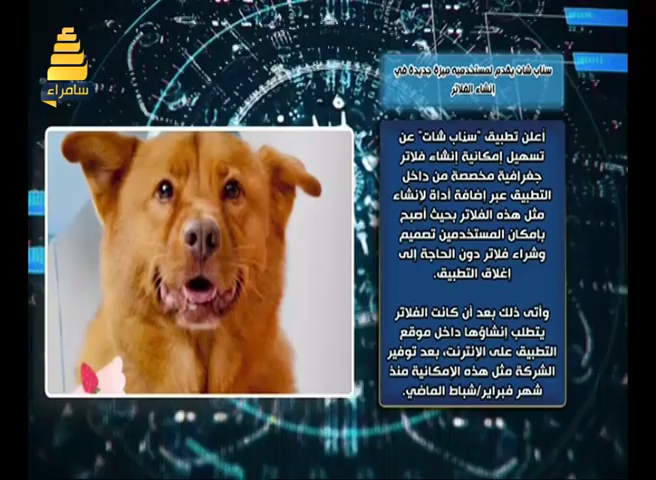 سامراء
سناب شات يقدم لمستخدميه ميزة جديدة في
انشاء الفلاتر
أعلن تطبيق "سناب شات" عن
تسهيل إمكانية إنشاء فلاتر
جغرافية مخصصة من داخل
التطبيق عبر إضافة أداة لإنشاء
مثل هذه الفلاتر بحيث أصبح
بإمكان المستخدمين تصميم
وشراء فلاتر دون الحاجة إلى
إغلاق التطبيق.
وأتى ذلك بعد أن كانت الفلاتر
يتطلب إنشاؤها داخل موقع
التطبيق على الإنترنت، بعد توفير
الشركة مثل هذه الإمكانية منذ
شهر فبراير/شباط الماضي.